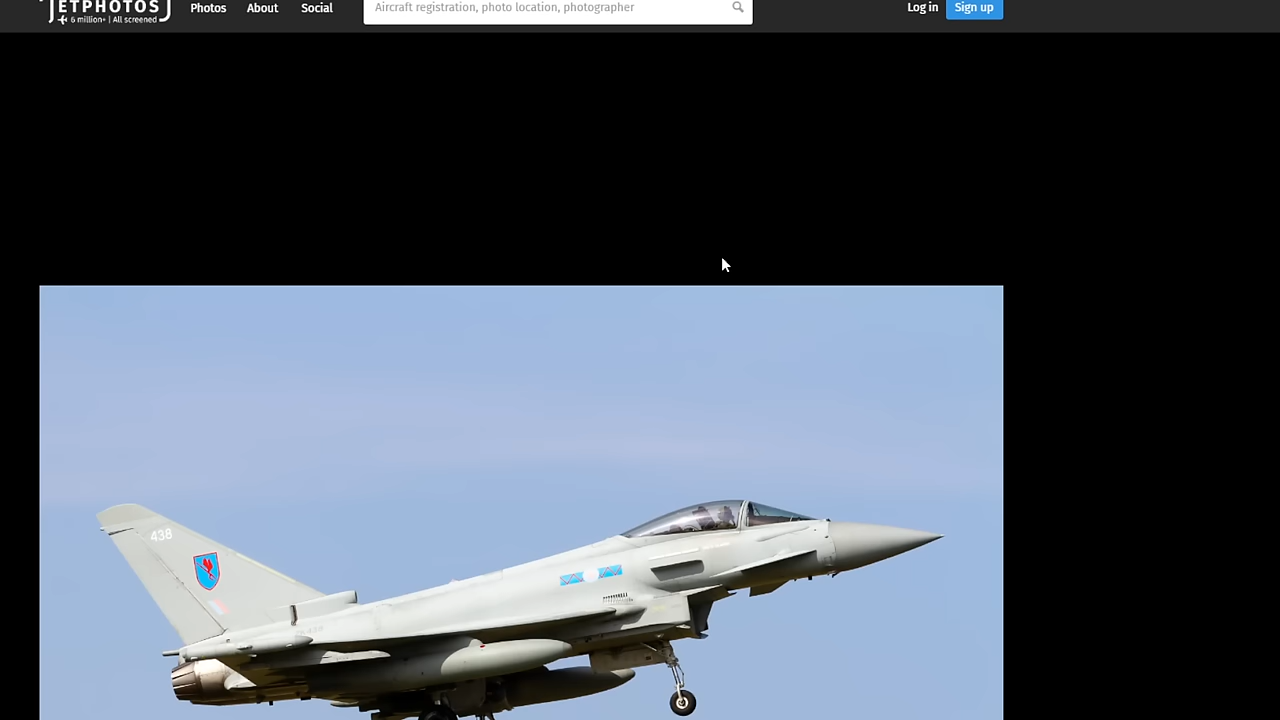 JETPHOTOS
6 million+ | All screened
Photos
About
Social
Aircraft registration, photo location, photographer
Log in
Sign up
438